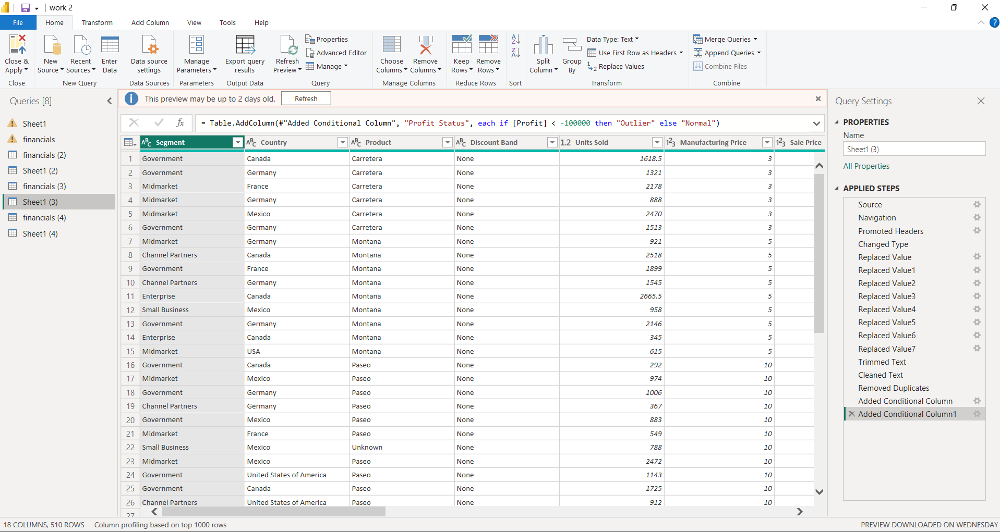 work 2
File Home Transform Add Column View Tools Help
Close & Apply
New Source
Recent Sources
Enter Data
Data source settings
Manage Parameters
Export query results
Refresh Preview
Properties
Advanced Editor
Manage
Choose Columns
Remove Columns
Keep Rows
Remove Rows
Split Column
Group By
Data Type: Text
Use First Row as Headers
Replace Values
Merge Queries
Append Queries
Combine Files
Close New Query Data Sources Parameters Output Data Query Manage Columns Reduce Rows Sort Transform Combine
Queries [8]
Sheet1
financials
financials (2)
Sheet1 (2)
financials (3)
Sheet1 (3)
financials (4)
Sheet1 (4)
This preview may be up to 2 days old. Refresh
= Table.AddColumn(#"Added Conditional Column", "Profit Status", each if [Profit] < -100000 then "Outlier" else "Normal")
Segment Country Product Discount Band 1.2 Units Sold 123 Manufacturing Price 123 Sale Price
1 Government Canada Carretera None 1618.5 3
2 Government Germany Carretera None 1321 3
3 Midmarket France Carretera None 2178 3
4 Midmarket Germany Carretera None 888 3
5 Midmarket Mexico Carretera None 2470 3
6 Government Germany Carretera None 1513 3
7 Midmarket Germany Montana None 921 5
8 Channel Partners Canada Montana None 2518 5
9 Government France Montana None 1899 5
10 Channel Partners Germany Montana None 1545 5
11 Enterprise Canada Montana None 2665.5 5
12 Small Business Mexico Montana None 958 5
13 Government Germany Montana None 2146 5
14 Enterprise Canada Montana None 345 5
15 Midmarket USA Montana None 615 5
16 Government Canada Paseo None 292 10
17 Midmarket Mexico Paseo None 974 10
18 Government Germany Paseo None 1006 10
19 Channel Partners Germany Paseo None 367 10
20 Government Mexico Paseo None 883 10
21 Midmarket France Paseo None 549 10
22 Small Business Mexico Unknown None 788 10
23 Midmarket Mexico Paseo None 2472 10
24 Government United States of America Paseo None 1143 10
25 Government Canada Paseo None 1725 10
26 Channel Partners United States of America Paseo None 912 10
27
Query Settings
PROPERTIES
Name
Sheet1 (3)
All Properties
APPLIED STEPS
Source
Navigation
Promoted Headers
Changed Type
Replaced Value
Replaced Value1
Replaced Value2
Replaced Value3
Replaced Value4
Replaced Value5
Replaced Value6
Replaced Value7
Trimmed Text
Cleaned Text
Removed Duplicates
Added Conditional Column
Added Conditional Column1
18 COLUMNS, 510 ROWS Column profiling based on top 1000 rows PREVIEW DOWNLOADED ON WEDNESDAY